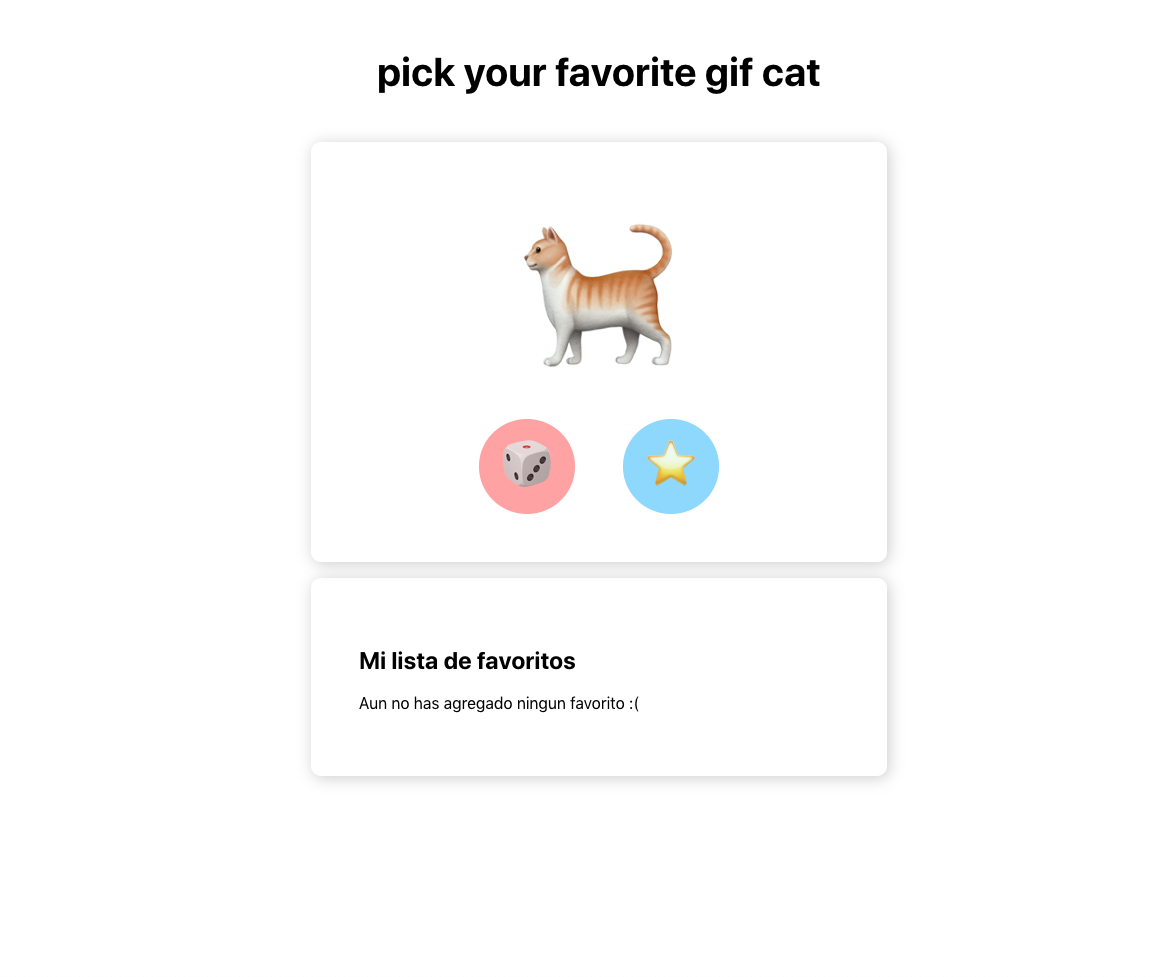 pick your favorite gif cat
Mi lista de favoritos
Aun no has agregado ningun favorito :(